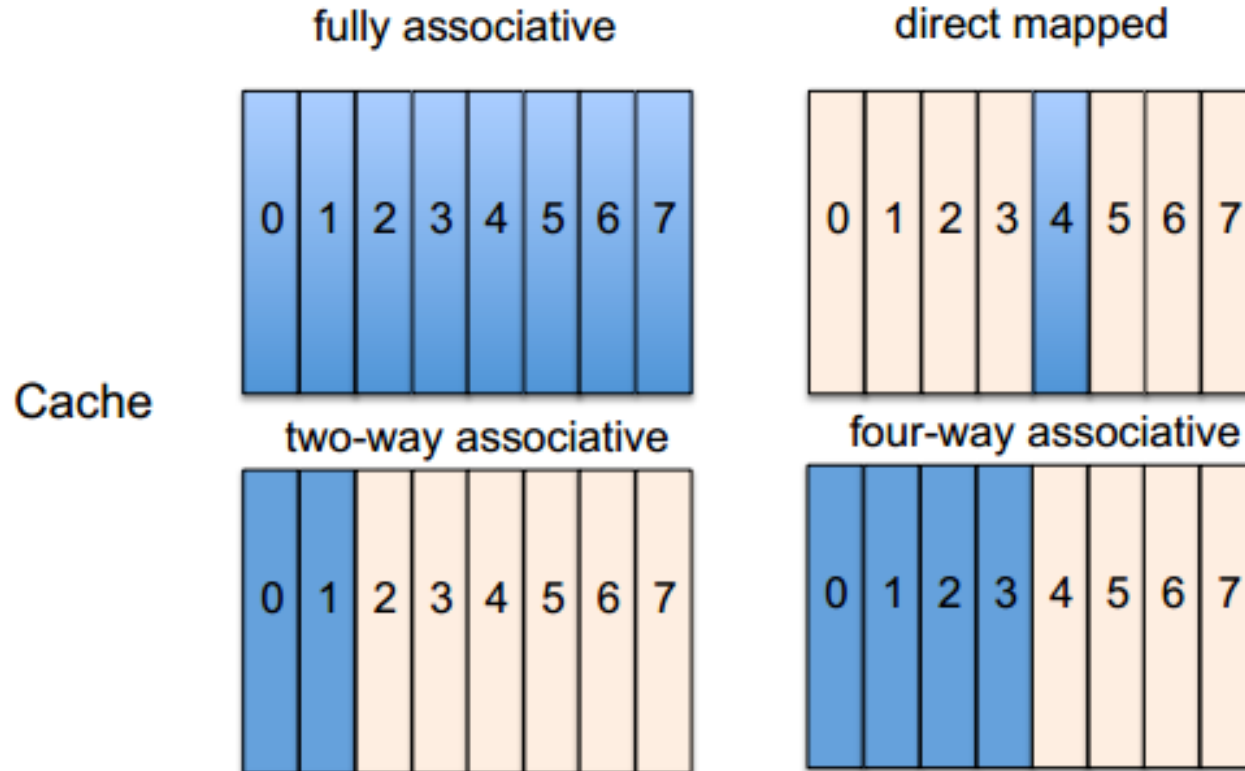 fully associative
direct mapped
0 1 2 3 4 5 6 7
0 1 2 3 4 5 6 7
Cache
two-way associative
four-way associative
0 1 2 3 4 5 6 7
0 1 2 3 4 5 6 7